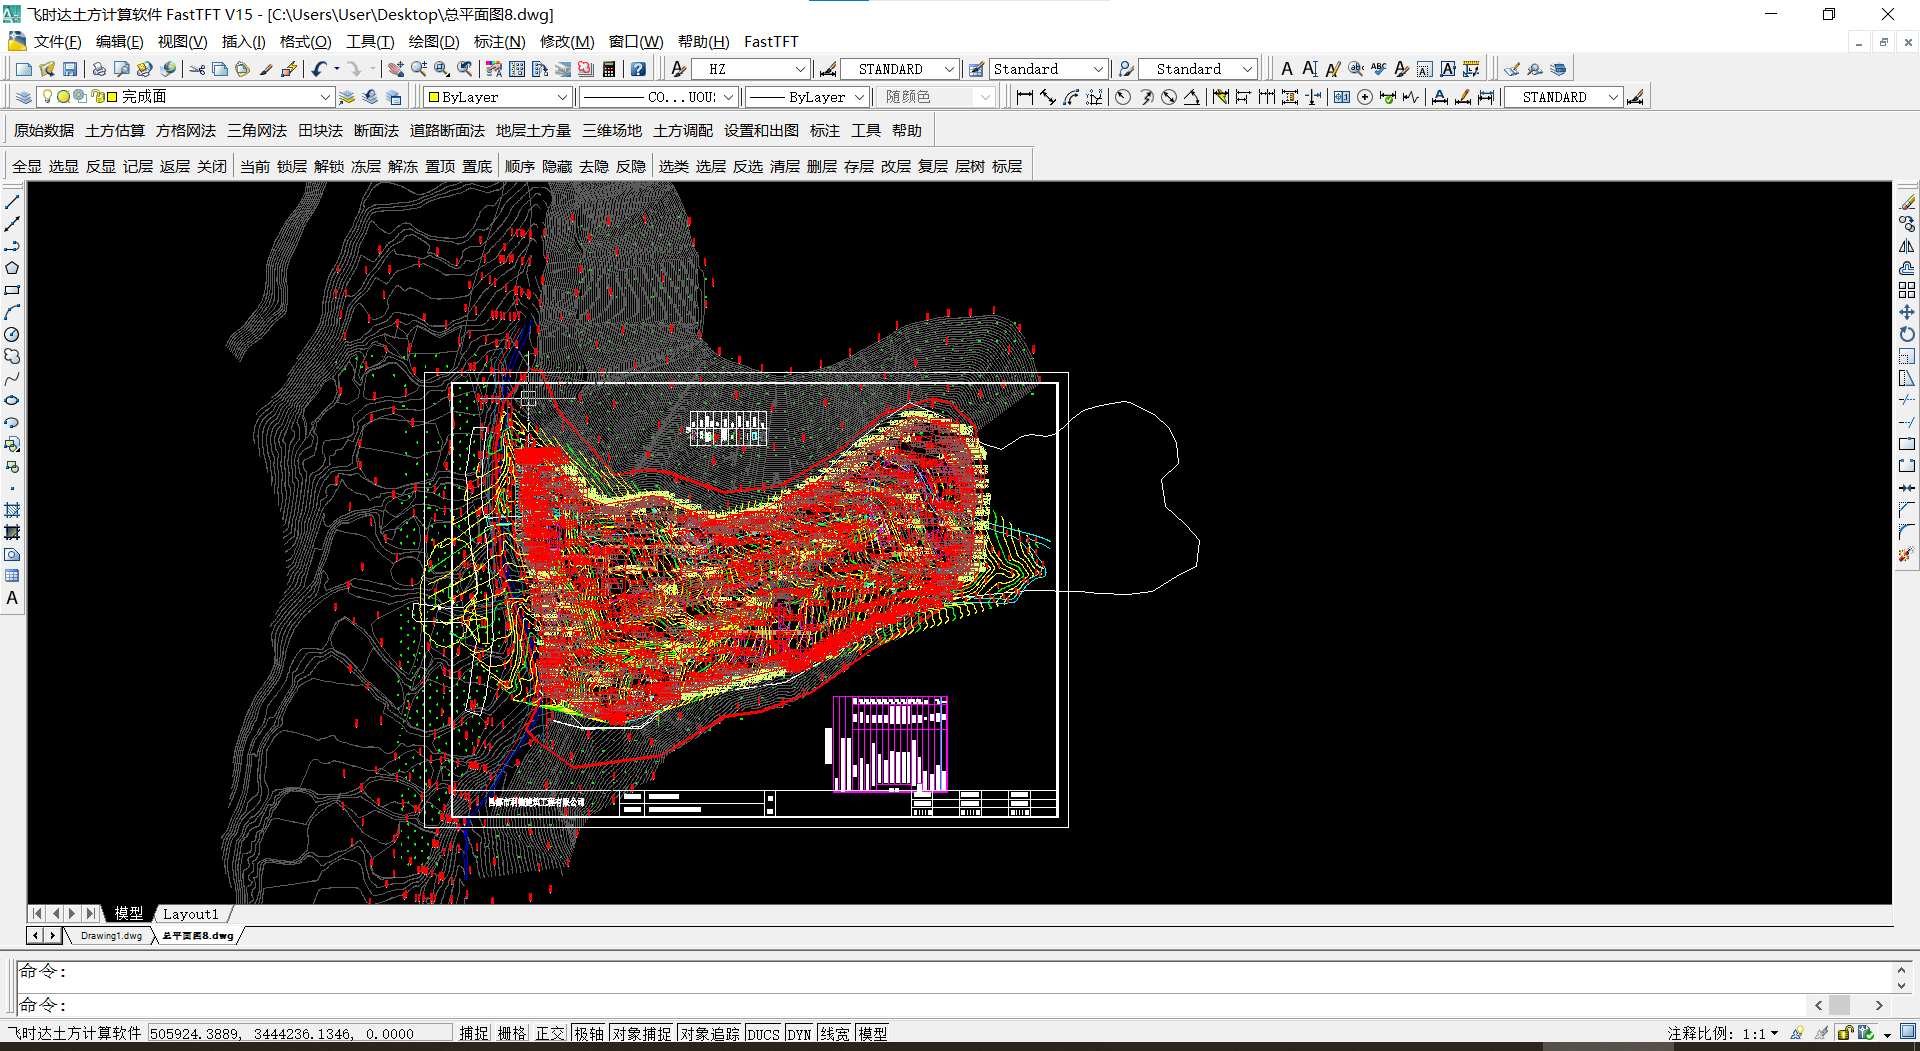 飞时达土方计算软件 FastTFT V15 - [C:\Users\User\Desktop\总平面图8.dwg]
文件(F) 编辑(E) 视图(V) 插入(I) 格式(O) 工具(T) 绘图(D) 标注(N) 修改(M) 窗口(W) 帮助(H) FastTFT
HZ STANDARD Standard Standard
完成面 ByLayer CO...UOU: ByLayer 随颜色 STANDARD
原始数据 土方估算 方格网法 三角网法 田块法 断面法 道路断面法 地层土方量 三维场地 土方调配 设置和出图 标注 工具 帮助
全显 选显 反显 记层 返层 关闭 当前 锁层 解锁 冻层 解冻 置顶 置底 顺序 隐藏 去隐 反隐 选类 选层 反选 清层 删层 存层 改层 复层 层树 标层
模型 Layout1
Drawing1.dwg 总平面图8.dwg
命令:
命令:
飞时达土方计算软件 505924.3889, 3444236.1346, 0.0000 捕捉 栅格 正交 极轴 对象捕捉 对象追踪 DUCS DYN 线宽 模型 注释比例: 1:1